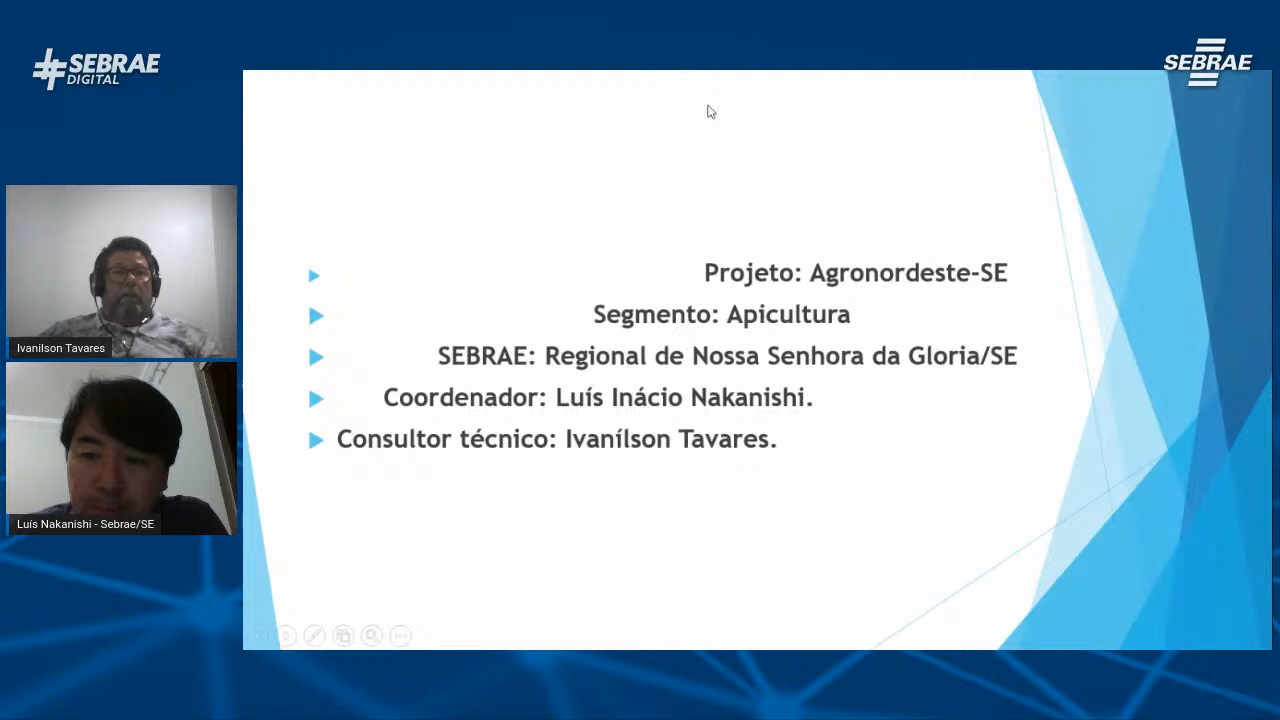 #SEBRAE
DIGITAL
SEBRAE
Projeto: Agronordeste-SE
Segmento: Apicultura
SEBRAE: Regional de Nossa Senhora da Gloria/SE
Coordenador: Luís Inácio Nakanishi.
Consultor técnico: Ivanílson Tavares.
Ivanilson Tavares
Luís Nakanishi - Sebrae/SE